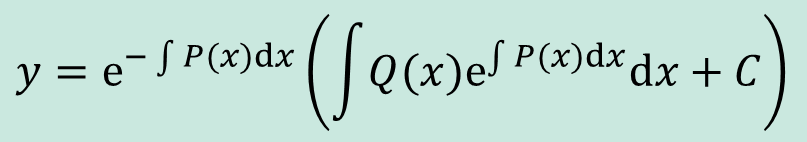 y = e^{−∫ P(x)dx} (∫ Q(x)e^{∫ P(x)dx} dx + C)